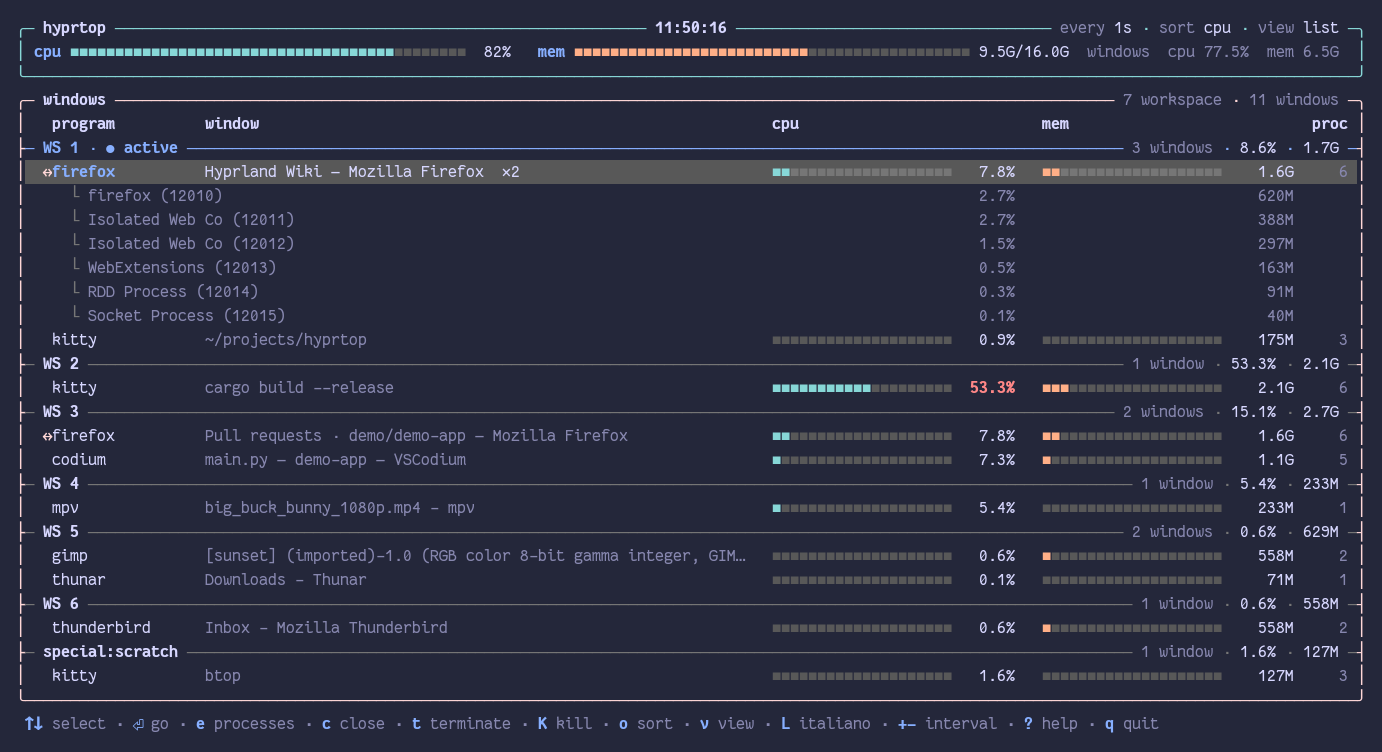 hyprtop 11:50:16 every 1s · sort cpu · view list
cpu 82% mem 9.5G/16.0G windows cpu 77.5% mem 6.5G
windows 7 workspace · 11 windows
program window cpu mem proc
WS 1 · ● active 3 windows · 8.6% · 1.7G
↔firefox Hyprland Wiki — Mozilla Firefox ×2 7.8% 1.6G 6
└ firefox (12010) 2.7% 620M
└ Isolated Web Co (12011) 2.7% 388M
└ Isolated Web Co (12012) 1.5% 297M
└ WebExtensions (12013) 0.5% 163M
└ RDD Process (12014) 0.3% 91M
└ Socket Process (12015) 0.1% 40M
kitty ~/projects/hyprtop 0.9% 175M 3
WS 2 1 window · 53.3% · 2.1G
kitty cargo build --release 53.3% 2.1G 6
WS 3 2 windows · 15.1% · 2.7G
↔firefox Pull requests · demo/demo-app — Mozilla Firefox 7.8% 1.6G 6
codium main.py — demo-app — VSCodium 7.3% 1.1G 5
WS 4 1 window · 5.4% · 233M
mpv big_buck_bunny_1080p.mp4 - mpv 5.4% 233M 1
WS 5 2 windows · 0.6% · 629M
gimp [sunset] (imported)-1.0 (RGB color 8-bit gamma integer, GIM… 0.6% 558M 2
thunar Downloads - Thunar 0.1% 71M 1
WS 6 1 window · 0.6% · 558M
thunderbird Inbox - Mozilla Thunderbird 0.6% 558M 2
special:scratch 1 window · 1.6% · 127M
kitty btop 1.6% 127M 3
↑↓ select · ⏎ go · e processes · c close · t terminate · K kill · o sort · v view · L italiano · +− interval · ? help · q quit